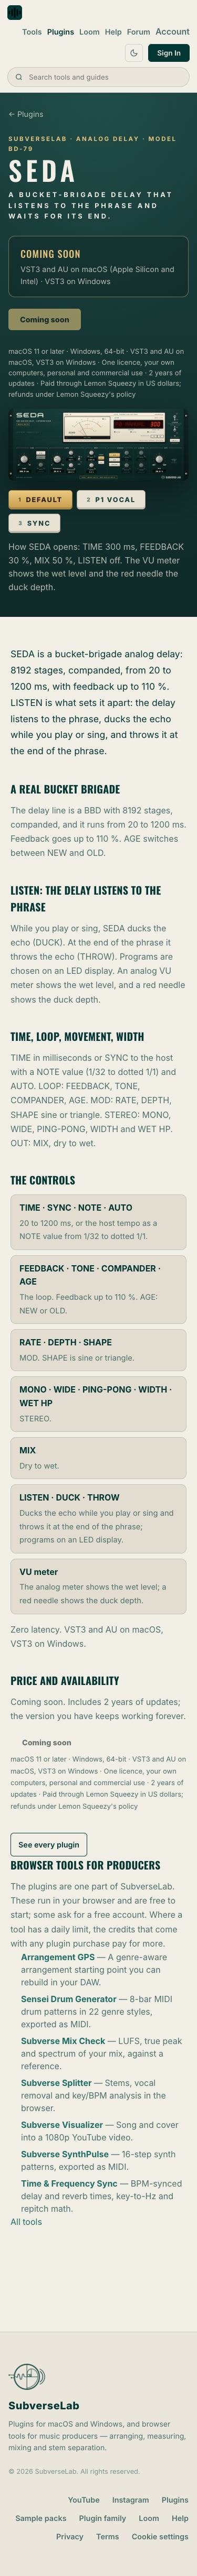 Tools Plugins Loom Help Forum Account
Sign In
Search tools and guides
← Plugins
SUBVERSELAB · ANALOG DELAY · MODEL
BD-79
SEDA
A BUCKET-BRIGADE DELAY THAT
LISTENS TO THE PHRASE AND
WAITS FOR ITS END.
COMING SOON
VST3 and AU on macOS (Apple Silicon and
Intel) · VST3 on Windows
Coming soon
macOS 11 or later · Windows, 64-bit · VST3 and AU on
macOS, VST3 on Windows · One licence, your own
computers, personal and commercial use · 2 years of
updates · Paid through Lemon Squeezy in US dollars;
refunds under Lemon Squeezy's policy
SEDA
1 DEFAULT
2 P1 VOCAL
3 SYNC
How SEDA opens: TIME 300 ms, FEEDBACK
30 %, MIX 50 %, LISTEN off. The VU meter
shows the wet level and the red needle the
duck depth.
SEDA is a bucket-brigade analog delay:
8192 stages, companded, from 20 to
1200 ms, with feedback up to 110 %.
LISTEN is what sets it apart: the delay
listens to the phrase, ducks the echo
while you play or sing, and throws it at
the end of the phrase.
A REAL BUCKET BRIGADE
The delay line is a BBD with 8192 stages,
companded, and it runs from 20 to 1200 ms.
Feedback goes up to 110 %. AGE switches
between NEW and OLD.
LISTEN: THE DELAY LISTENS TO THE
PHRASE
While you play or sing, SEDA ducks the
echo (DUCK). At the end of the phrase it
throws the echo (THROW). Programs are
chosen on an LED display. An analog VU
meter shows the wet level, and a red needle
shows the duck depth.
TIME, LOOP, MOVEMENT, WIDTH
TIME in milliseconds or SYNC to the host
with a NOTE value (1/32 to dotted 1/1) and
AUTO. LOOP: FEEDBACK, TONE,
COMPANDER, AGE. MOD: RATE, DEPTH,
SHAPE sine or triangle. STEREO: MONO,
WIDE, PING-PONG, WIDTH and WET HP.
OUT: MIX, dry to wet.
THE CONTROLS
TIME · SYNC · NOTE · AUTO
20 to 1200 ms, or the host tempo as a
NOTE value from 1/32 to dotted 1/1.
FEEDBACK · TONE · COMPANDER ·
AGE
The loop. Feedback up to 110 %. AGE:
NEW or OLD.
RATE · DEPTH · SHAPE
MOD. SHAPE is sine or triangle.
MONO · WIDE · PING-PONG · WIDTH ·
WET HP
STEREO.
MIX
Dry to wet.
LISTEN · DUCK · THROW
Ducks the echo while you play or sing and
throws it at the end of the phrase;
programs on an LED display.
VU meter
The analog meter shows the wet level; a
red needle shows the duck depth.
Zero latency. VST3 and AU on macOS,
VST3 on Windows.
PRICE AND AVAILABILITY
Coming soon. Includes 2 years of updates;
the version you have keeps working forever.
Coming soon
macOS 11 or later · Windows, 64-bit · VST3 and AU on
macOS, VST3 on Windows · One licence, your own
computers, personal and commercial use · 2 years of
updates · Paid through Lemon Squeezy in US dollars;
refunds under Lemon Squeezy's policy
See every plugin
BROWSER TOOLS FOR PRODUCERS
The plugins are one part of SubverseLab.
These run in your browser and are free to
start; some ask for a free account. Where a
tool has a daily limit, the credits that come
with any plugin purchase pay for more.
Arrangement GPS — A genre-aware
arrangement starting point you can
rebuild in your DAW.
Sensei Drum Generator — 8-bar MIDI
drum patterns in 22 genre styles,
exported as MIDI.
Subverse Mix Check — LUFS, true peak
and spectrum of your mix, against a
reference.
Subverse Splitter — Stems, vocal
removal and key/BPM analysis in the
browser.
Subverse Visualizer — Song and cover
into a 1080p YouTube video.
Subverse SynthPulse — 16-step synth
patterns, exported as MIDI.
Time & Frequency Sync — BPM-synced
delay and reverb times, key-to-Hz and
repitch math.
All tools
SubverseLab
Plugins for macOS and Windows, and browser
tools for music producers — arranging, measuring,
mixing and stem separation.
© 2026 SubverseLab. All rights reserved.
YouTube Instagram Plugins
Sample packs Plugin family Loom Help
Privacy Terms Cookie settings